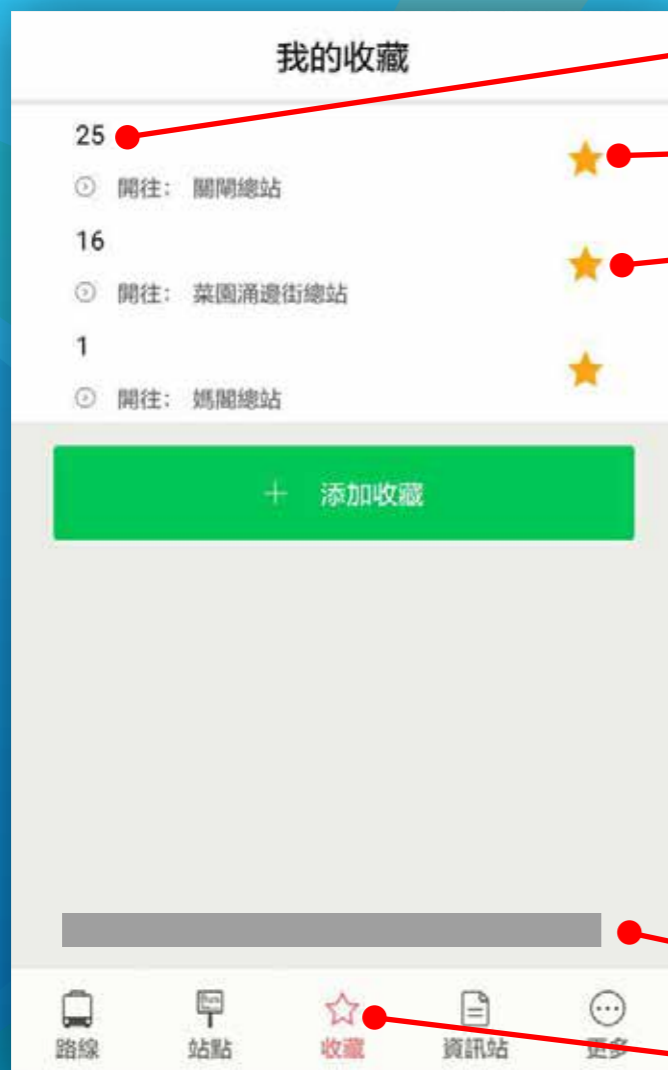 我的收藏
25
開往： 關閘總站
16
開往： 菜園涌邊街總站
1
開往： 媽閣總站
＋ 添加收藏
路線 站點 收藏 資訊站 更多